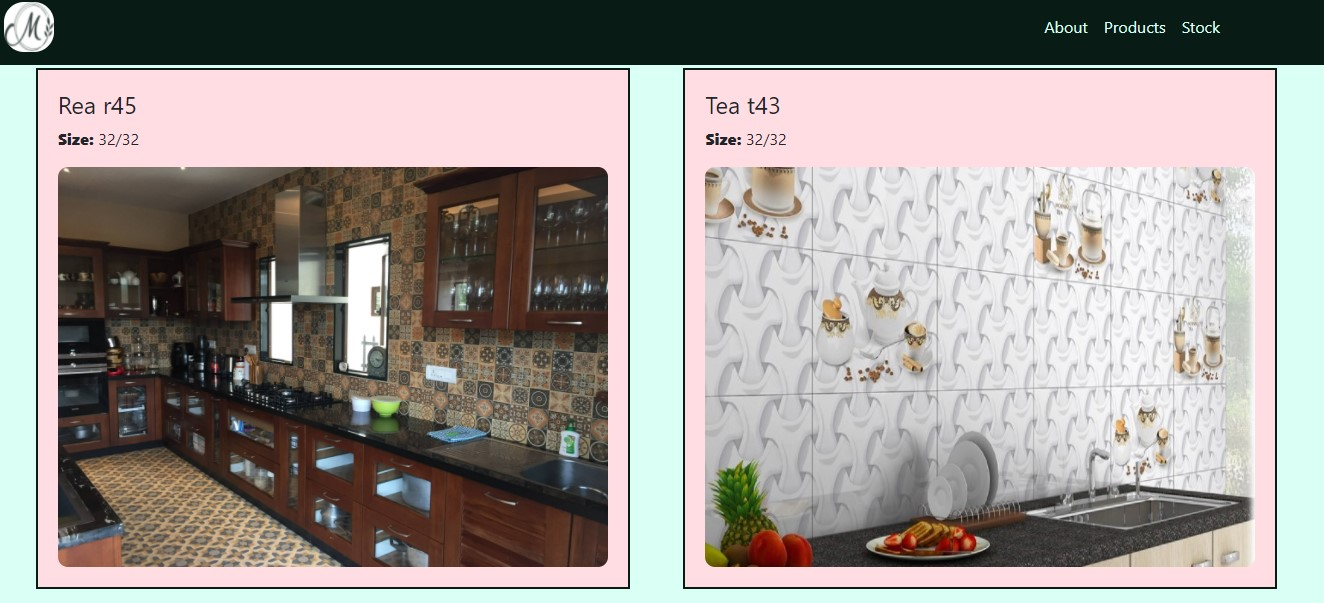 M
About Products Stock
Rea r45
Size: 32/32
Tea t43
Size: 32/32